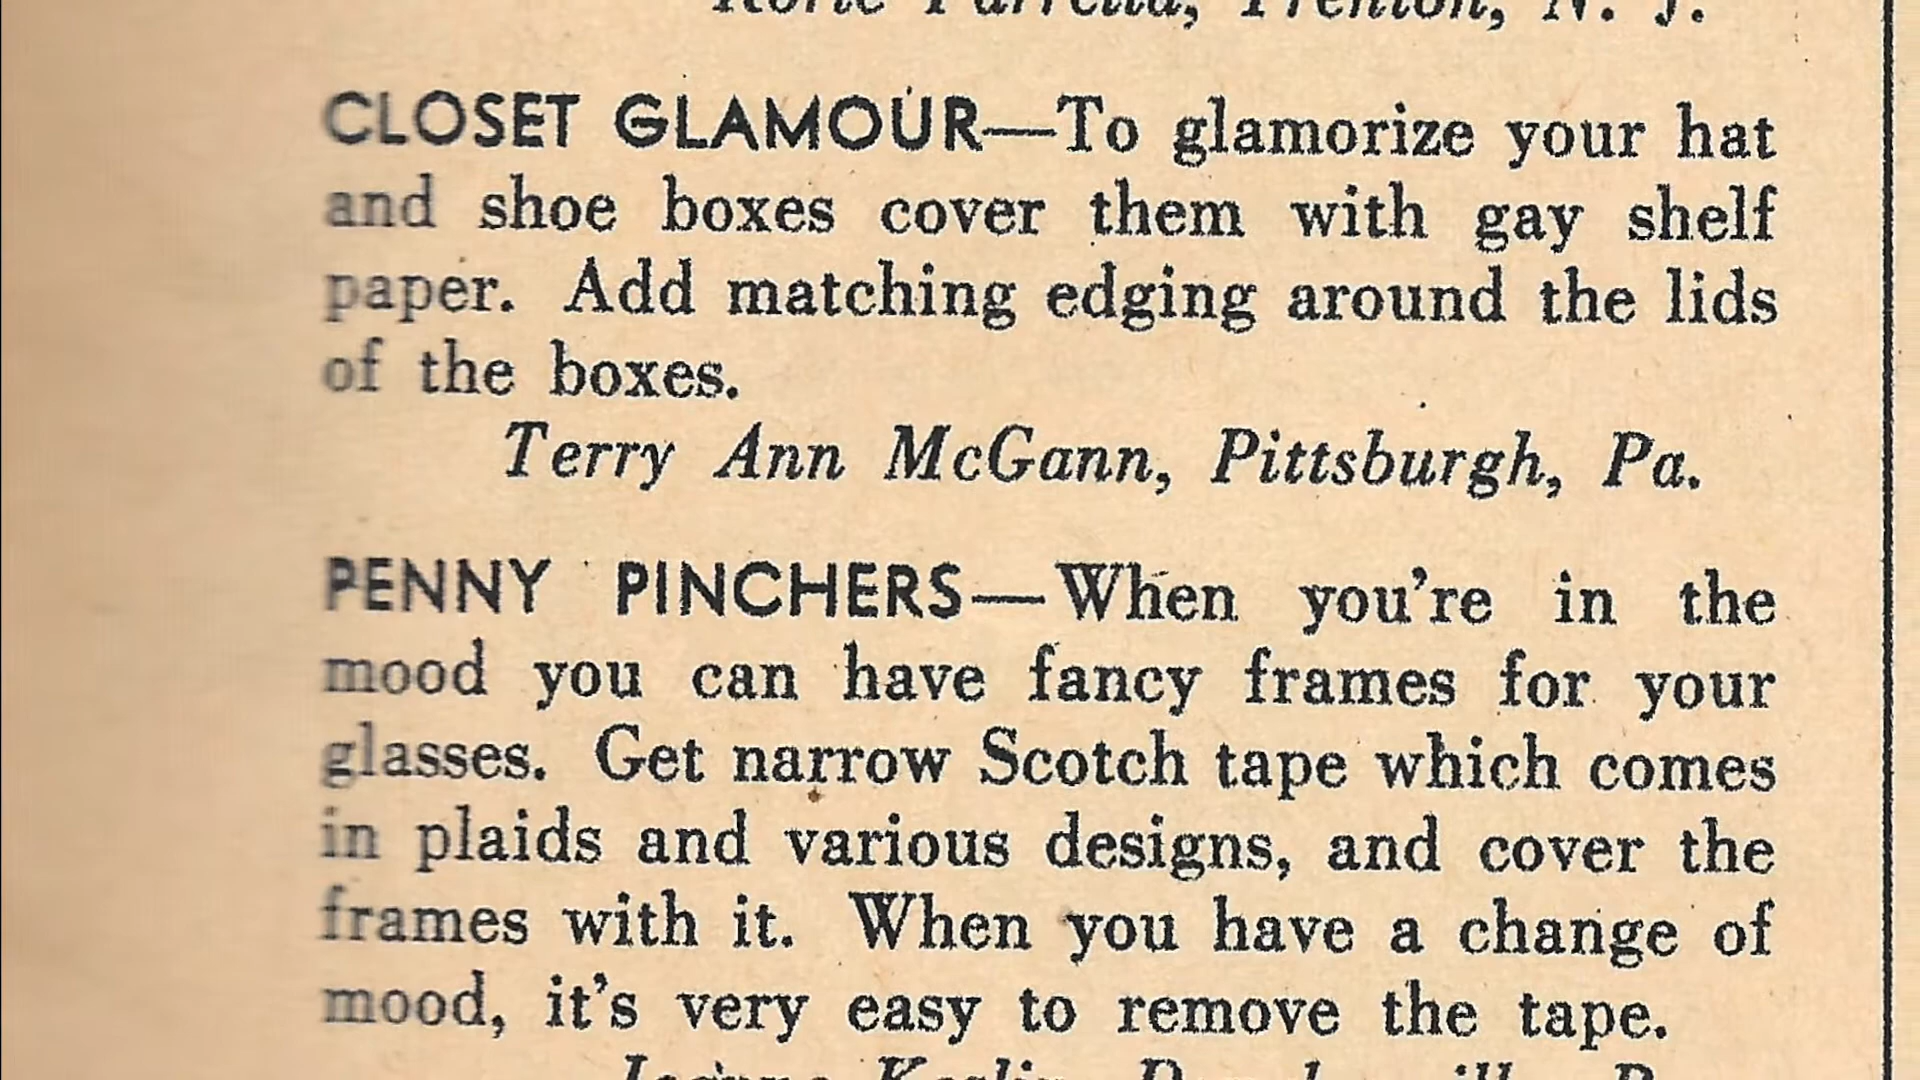 Trenton, N. J.
CLOSET GLAMOUR—To glamorize your hat
and shoe boxes cover them with gay shelf
paper. Add matching edging around the lids
of the boxes.
Terry Ann McGann, Pittsburgh, Pa.
PENNY PINCHERS—When you're in the
mood you can have fancy frames for your
glasses. Get narrow Scotch tape which comes
in plaids and various designs, and cover the
frames with it. When you have a change of
mood, it's very easy to remove the tape.